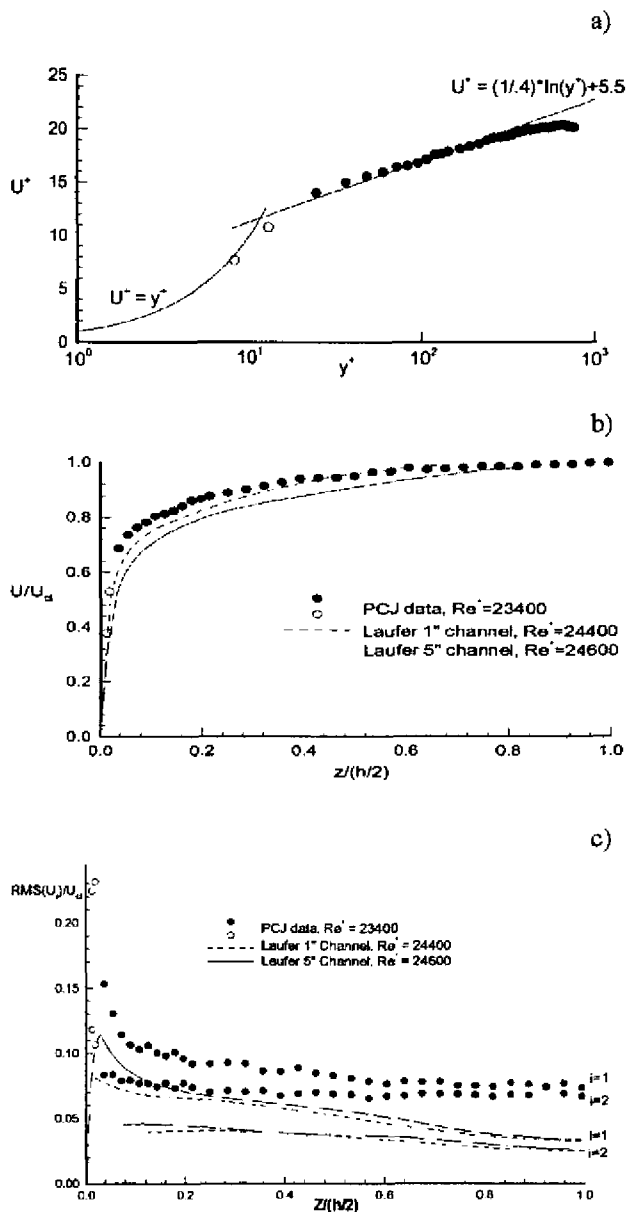 a)
U⁺ = (1/.4)*ln(y⁺)+5.5
25
20
15
10
5
0
U⁺
U⁺ = y⁺
10⁰ 10¹ 10² 10³
y⁺
b)
1.0
0.8
0.6
0.4
0.2
0.0
U/U
PCJ data, Re*=23400
Laufer 1" channel, Re*=24400
Laufer 5" channel, Re*=24600
0.0 0.2 0.4 0.6 0.8 1.0
z/(h/2)
c)
RMS(U)/U
0.20
0.15
0.10
0.05
0.00
PCJ data, Re* = 23400
Laufer 1" Channel, Re* = 24400
Laufer 5" Channel, Re* = 24600
i=1
i=2
i=1
i=2
0.0 0.2 0.4 0.6 0.8 1.0
Z/(h/2)